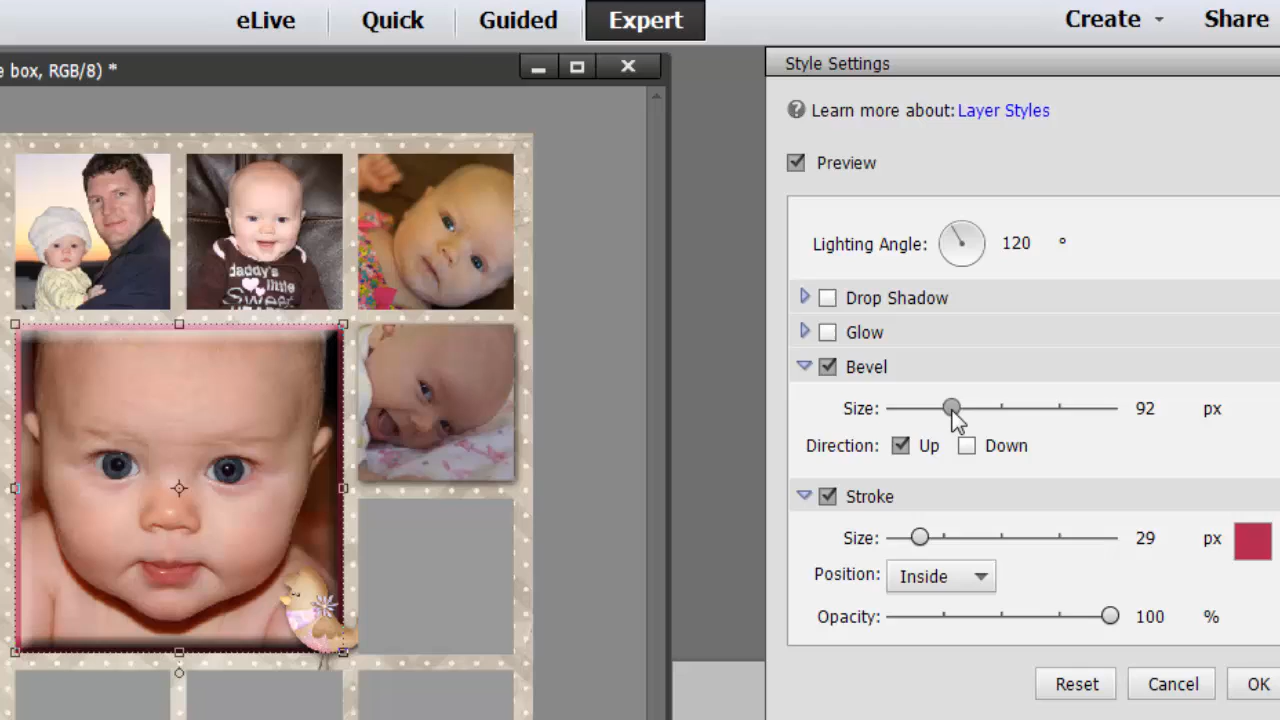 eLive Quick Guided Expert Create Share
e box, RGB/8) *
Style Settings
Learn more about: Layer Styles
Preview
Lighting Angle: 120 °
Drop Shadow
Glow
Bevel
Size: 92 px
Direction: Up Down
Stroke
Size: 29 px
Position: Inside
Opacity: 100 %
Reset Cancel OK
daddy's
little
Sweet